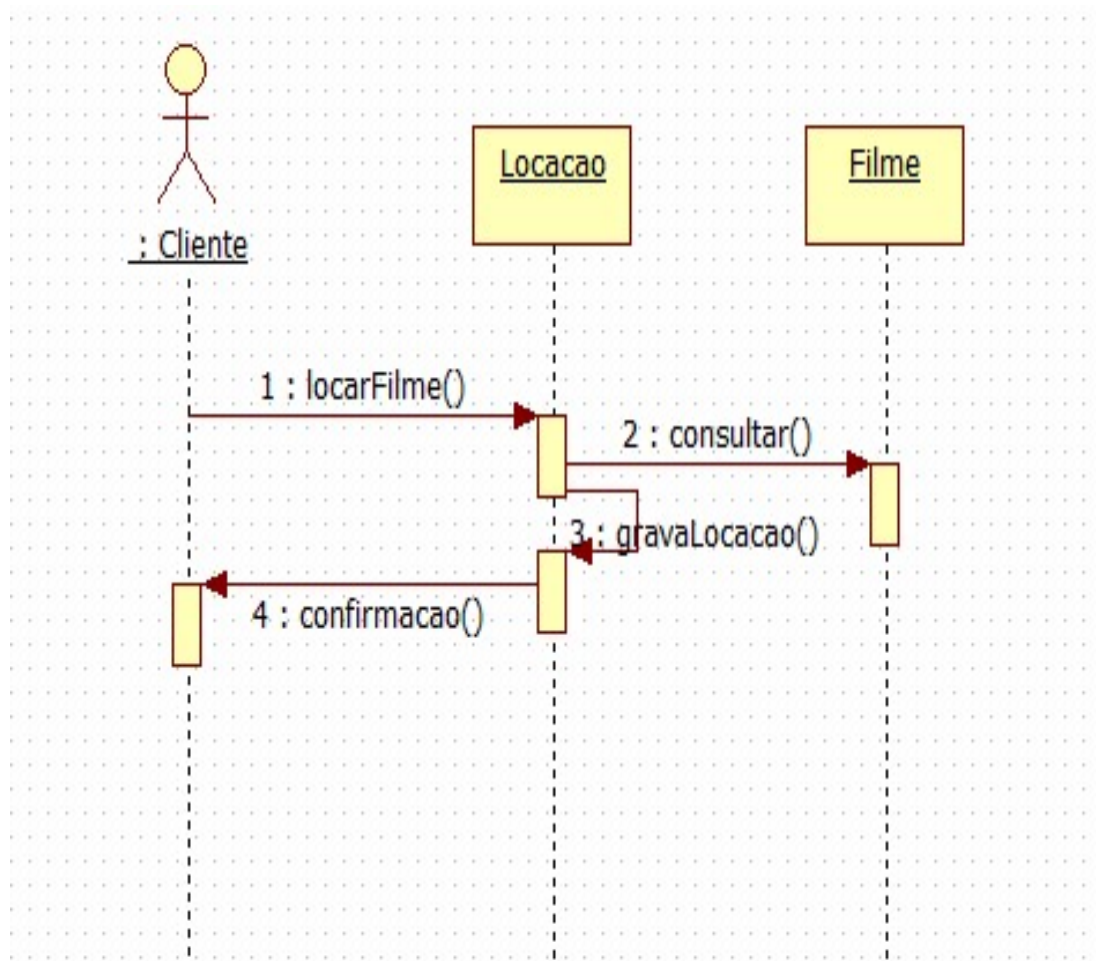 Locacao
Filme
: Cliente
1 : locarFilme()
2 : consultar()
3 : gravaLocacao()
4 : confirmacao()